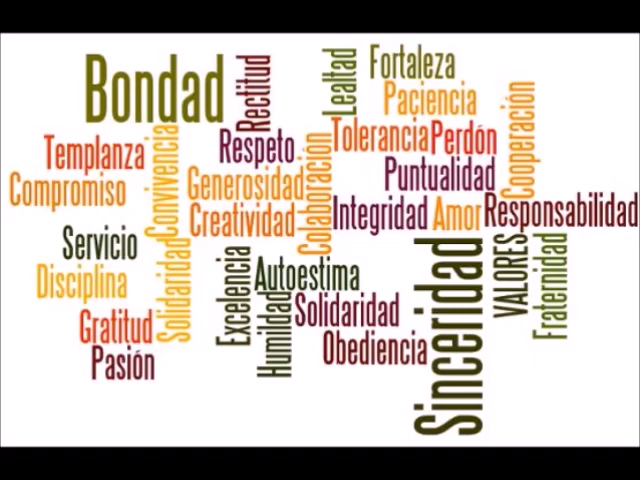 Bondad
Rectitud
Lealtad
Fortaleza
Paciencia
Cooperación
Templanza
Convivencia
Respeto
Colaboración
Tolerancia
Perdón
Compromiso
Generosidad
Puntualidad
Creatividad
Integridad
Amor
Responsabilidad
Servicio
Solidaridad
Excelencia
Autoestima
Sinceridad
VALORES
Fraternidad
Disciplina
Humildad
Solidaridad
Gratitud
Obediencia
Pasión